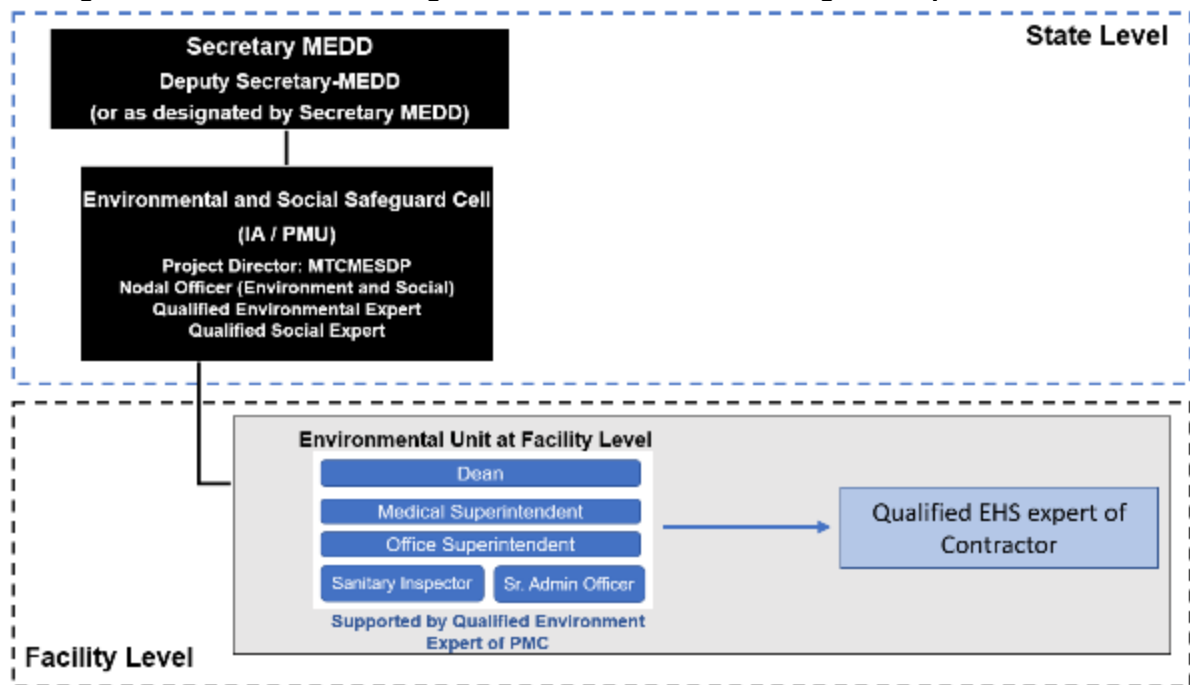 State Level
Secretary MEDD
Deputy Secretary-MEDD
(or as designated by Secretary MEDD)
Environmental and Social Safeguard Cell
(IA / PMU)
Project Director: MTCMESDP
Nodal Officer (Environment and Social)
Qualified Environmental Expert
Qualified Social Expert
Environmental Unit at Facility Level
Dean
Medical Superintendent
Office Superintendent
Sanitary Inspector
Sr. Admin Officer
Supported by Qualified Environment
Expert of PMC
Qualified EHS expert of
Contractor
Facility Level